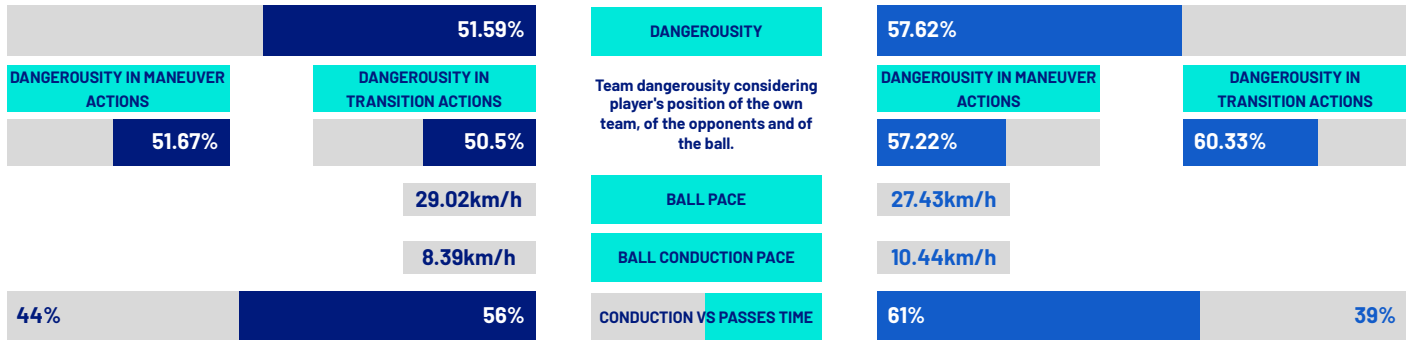 51.59%
DANGEROUSITY
57.62%
DANGEROUSITY IN MANEUVER
ACTIONS
DANGEROUSITY IN
TRANSITION ACTIONS
Team dangerousity considering
player's position of the own
team, of the opponents and of
the ball.
DANGEROUSITY IN MANEUVER
ACTIONS
DANGEROUSITY IN
TRANSITION ACTIONS
51.67%
50.5%
57.22%
60.33%
29.02km/h
BALL PACE
27.43km/h
8.39km/h
BALL CONDUCTION PACE
10.44km/h
44%
56%
CONDUCTION VS PASSES TIME
61%
39%